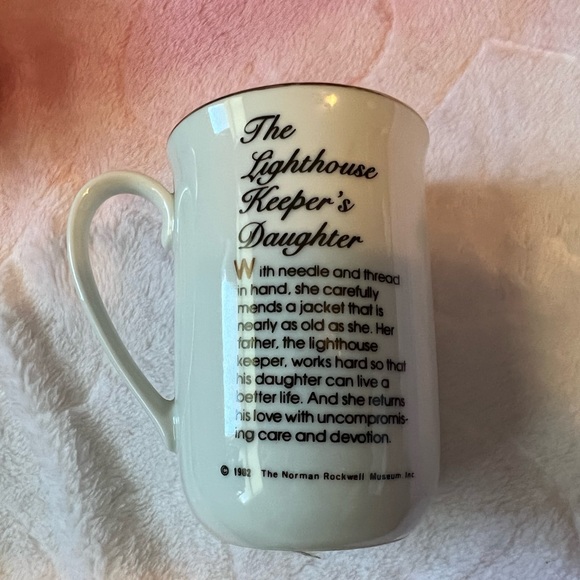 The
Lighthouse
Keeper's
Daughter
With needle and thread
in hand, she carefully
mends a jacket that is
nearly as old as she. Her
father, the lighthouse
keeper, works hard so that
his daughter can live a
better life. And she returns
his love with uncompromis-
ing care and devotion.
© 1982 The Norman Rockwell Museum, Inc